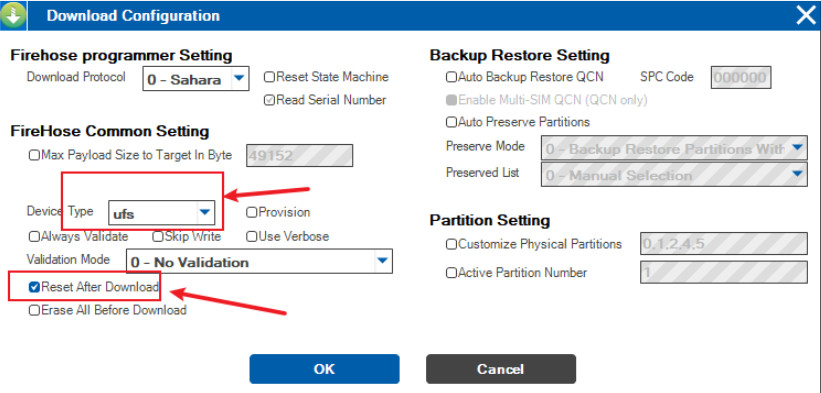 Download Configuration
Firehose programmer Setting
Download Protocol 0 - Sahara Reset State Machine
Read Serial Number
FireHose Common Setting
Max Payload Size to Target In Byte 49152
Device Type ufs Provision
Always Validate Skip Write Use Verbose
Validation Mode 0 - No Validation
Reset After Download
Erase All Before Download
Backup Restore Setting
Auto Backup Restore QCN SPC Code 000000
Enable Multi-SIM QCN (QCN only)
Auto Preserve Partitions
Preserve Mode 0 - Backup Restore Partitions With
Preserved List 0 - Manual Selection
Partition Setting
Customize Physical Partitions 0,1,2,4,5
Active Partition Number 1
OK Cancel